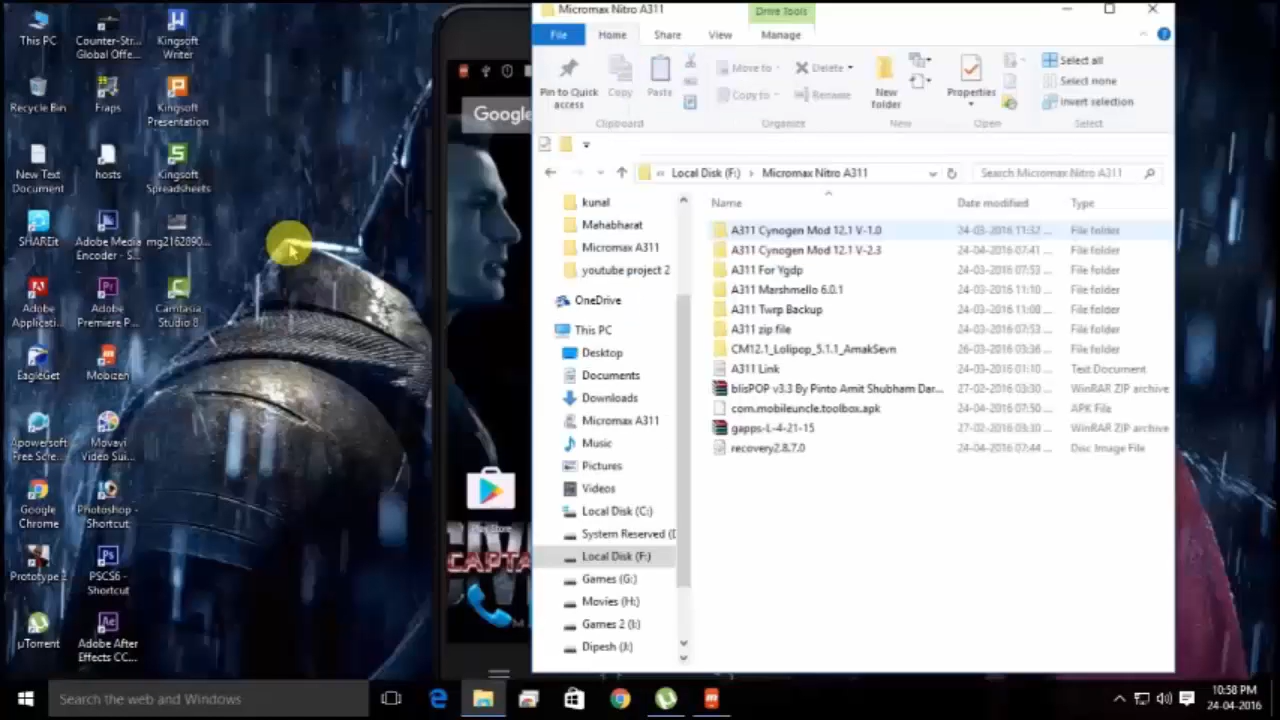 This PC
Counter-Str...
Global Offe...
Kingsoft
Writer
Recycle Bin
Fraps
Kingsoft
Presentation
New Text
Document
hosts
Kingsoft
Spreadsheets
SHAREit
Adobe Media
Encoder - S...
mg2162890...
Adobe
Applicati...
Adobe
Premiere P...
Camtasia
Studio 8
EagleGet
Mobizen
Apowersoft
Free Scre...
Movavi
Video Sui...
Google
Chrome
Photoshop -
Shortcut
Prototype 2
PSCS6 -
Shortcut
µTorrent
Adobe After
Effects CC...
Google
Play Store
CAPTA
Micromax Nitro A311
Drive Tools
File
Home
Share
View
Manage
Pin to Quick
access
Copy
Paste
Move to
Copy to
Delete
Rename
New
folder
Properties
Select all
Select none
Invert selection
Clipboard
Organize
New
Open
Select
Local Disk (F:)
Micromax Nitro A311
Search Micromax Nitro A311
kunal
Mahabharat
Micromax A311
youtube project 2
OneDrive
This PC
Desktop
Documents
Downloads
Micromax A311
Music
Pictures
Videos
Local Disk (C:)
System Reserved (D
Local Disk (F:)
Games (G:)
Movies (H:)
Games 2 (I:)
Dipesh (J:)
Name
Date modified
Type
A311 Cynogen Mod 12.1 V-1.0
24-03-2016 11:32 ...
File folder
A311 Cynogen Mod 12.1 V-2.3
24-04-2016 07:41 ...
File folder
A311 For Ygdp
24-03-2016 07:53 ...
File folder
A311 Marshmello 6.0.1
24-03-2016 11:10 ...
File folder
A311 Twrp Backup
24-03-2016 11:08 ...
File folder
A311 zip file
24-03-2016 07:53 ...
File folder
CM12.1_Lolipop_5.1.1_AmakSevn
26-03-2016 03:36 ...
File folder
A311 Link
24-03-2016 01:10 ...
Text Document
blisPOP v3.3 By Pinto Amit Shubham Dar...
27-02-2016 03:30 ...
WinRAR ZIP archive
com.mobileuncle.toolbox.apk
24-04-2016 07:50 ...
APK File
gapps-L-4-21-15
27-02-2016 03:30 ...
WinRAR ZIP archive
recovery2.8.7.0
24-04-2016 07:44 ...
Disc Image File
Search the web and Windows
10:58 PM
24-04-2016